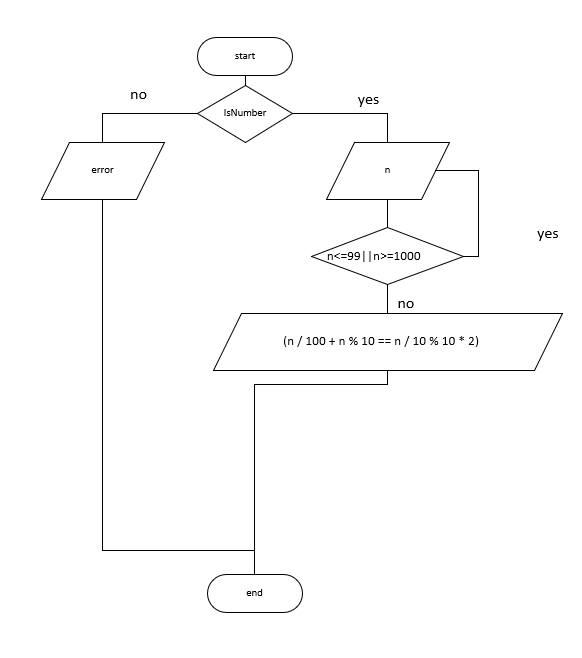 start
no
yes
IsNumber
error
n
yes
n<=99||n>=1000
no
(n / 100 + n % 10 == n / 10 % 10 * 2)
end